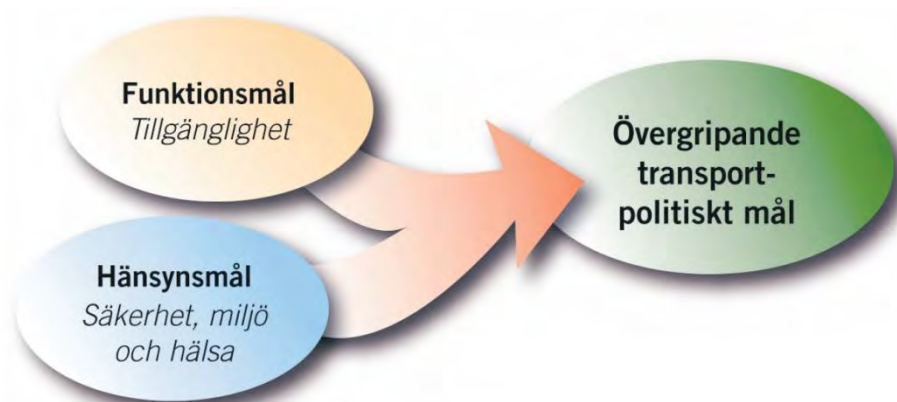 Funktionsmål
Tillgänglighet
Hänsynsmål
Säkerhet, miljö
och hälsa
Övergripande
transport-
politiskt mål